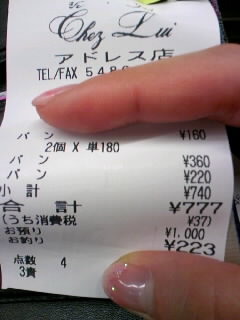 Chez Lui
アドレス店
TEL/FAX 548
パン ¥160
2個 X 単180
パン ¥360
パン ¥220
小計 ¥740
合計 ¥777
(うち消費税 ¥37)
お預り ¥1,000
お釣り ¥223
点数 4
3責